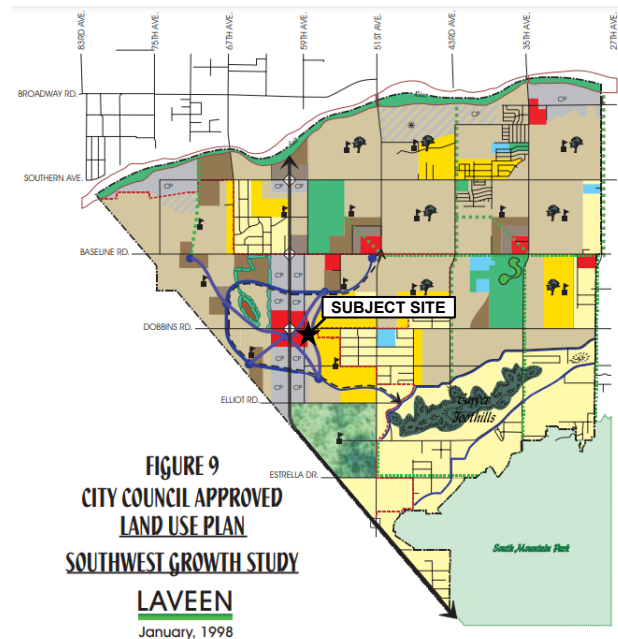 83RD AVE.
75TH AVE.
67TH AVE.
59TH AVE.
51ST AVE.
43RD AVE.
35TH AVE.
27TH AVE.
BROADWAY RD.
River
CP
CP
Salt
SOUTHERN AVE.
CP
CP
BASELINE RD.
CP
CP
CP
CP
SUBJECT SITE
DOBBINS RD.
CP
CP
CP
CP
ELLIOT RD.
Carver
Foothills
ESTRELLA DR.
South Mountain Park
FIGURE 9
CITY COUNCIL APPROVED
LAND USE PLAN
SOUTHWEST GROWTH STUDY
LAVEEN
January, 1998